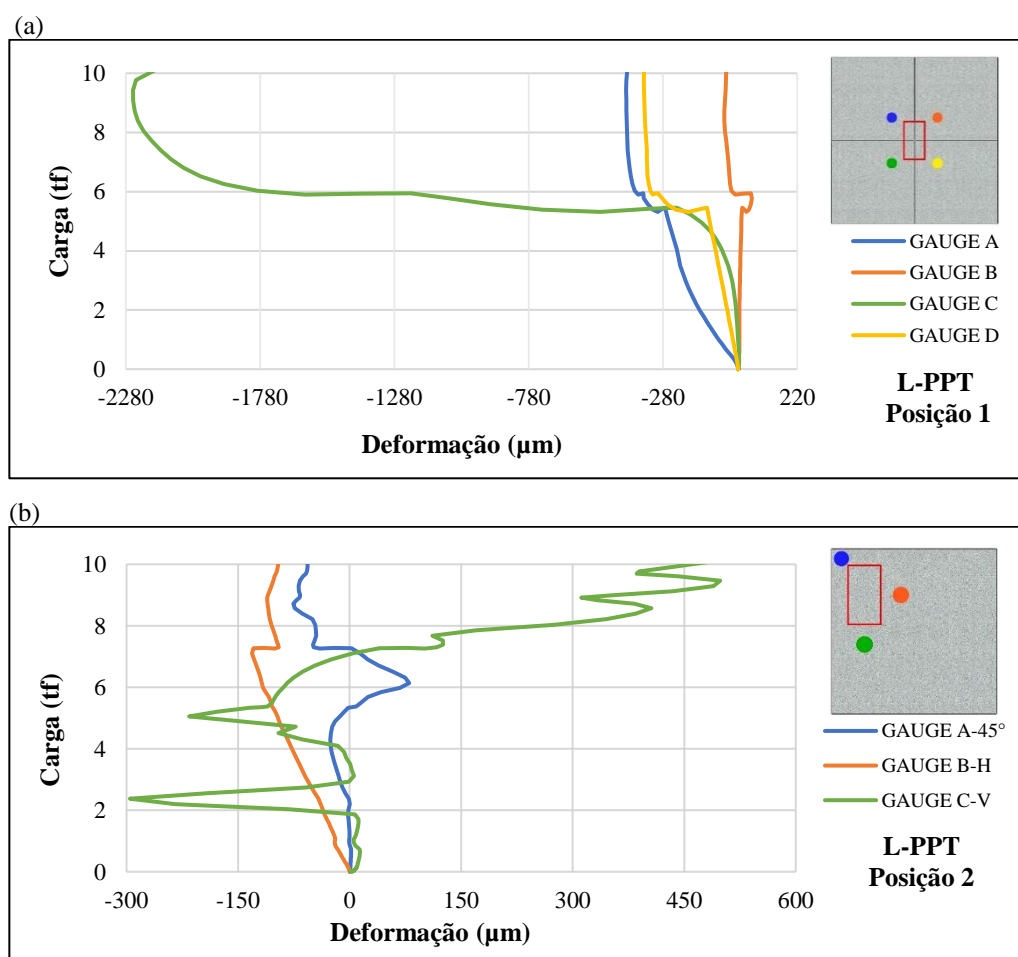 (a)
Carga (tf)
10
8
6
4
2
0
-2280 -1780 -1280 -780 -280 220
Deformação (µm)
GAUGE A
GAUGE B
GAUGE C
GAUGE D
L-PPT
Posição 1
(b)
Carga (tf)
10
8
6
4
2
0
-300 -150 0 150 300 450 600
Deformação (µm)
GAUGE A-45°
GAUGE B-H
GAUGE C-V
L-PPT
Posição 2